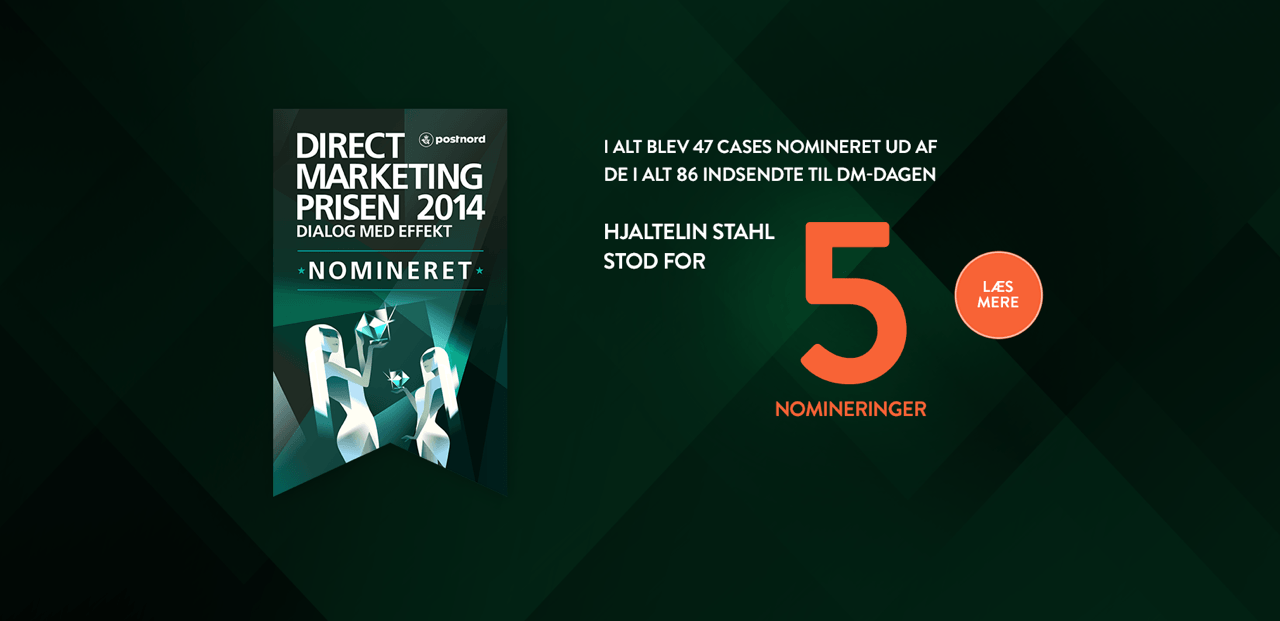 DIRECT
postnord
MARKETING
PRISEN 2014
DIALOG MED EFFEKT
NOMINERET
I ALT BLEV 47 CASES NOMINERET UD AF
DE I ALT 86 INDSENDTE TIL DM-DAGEN
HJALTELIN STAHL
STOD FOR
5
NOMINERINGER
LÆS
MERE